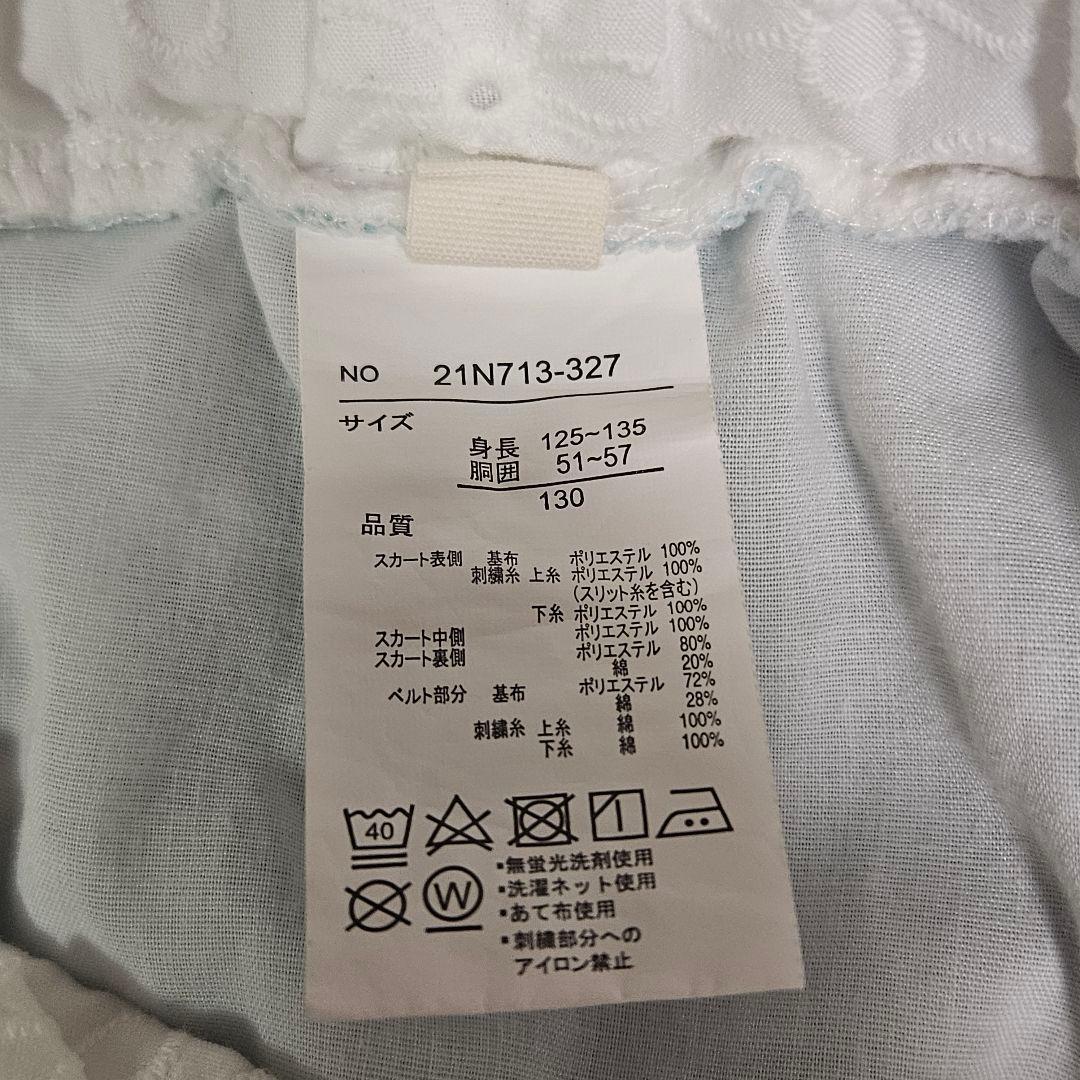 NO 21N713-327
サイズ
身長 125~135
胴囲 51~57
130
品質
スカート表側 基布 ポリエステル 100%
刺繍糸 上糸 ポリエステル 100%
(スリット糸を含む)
下糸 ポリエステル 100%
スカート中側 ポリエステル 100%
スカート裏側 ポリエステル 80%
綿 20%
ベルト部分 基布 ポリエステル 72%
綿 28%
刺繍糸 上糸 綿 100%
下糸 綿 100%
40
W
・無蛍光洗剤使用
・洗濯ネット使用
・あて布使用
・刺繍部分への
アイロン禁止